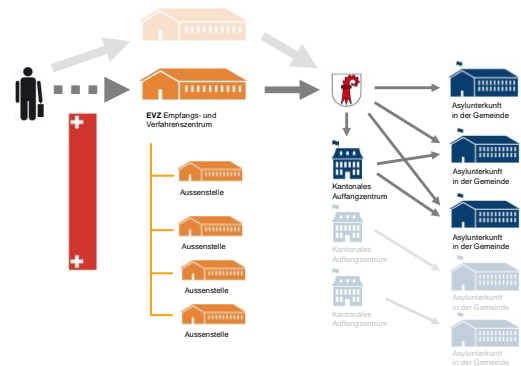 EVZ Empfangs- und
Verfahrenszentrum
Aussenstelle
Aussenstelle
Aussenstelle
Aussenstelle
Kantonales
Auffangzentrum
Kantonales
Auffangzentrum
Kantonales
Auffangzentrum
Asylunterkunft
in der Gemeinde
Asylunterkunft
in der Gemeinde
Asylunterkunft
in der Gemeinde
Asylunterkunft
in der Gemeinde
Asylunterkunft
in der Gemeinde